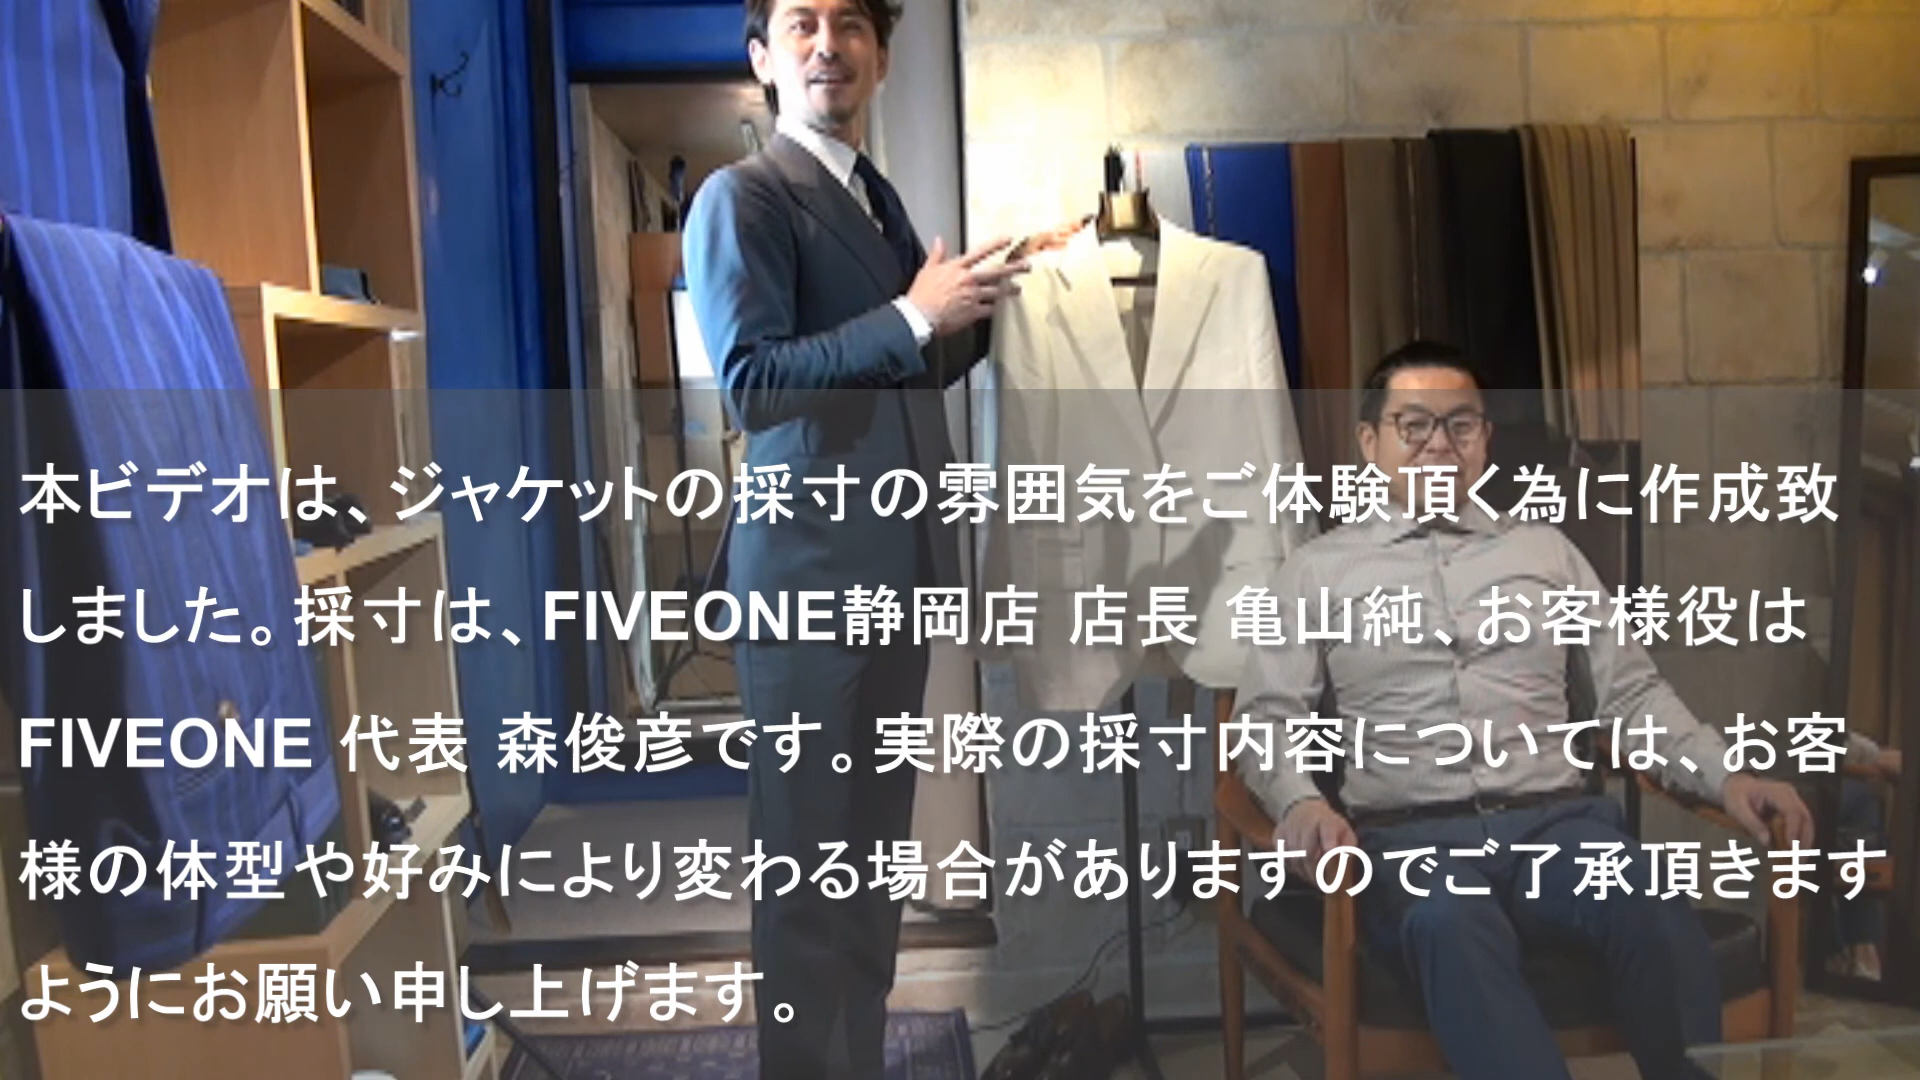 本ビデオは、ジャケットの採寸の雰囲気をご体験頂く為に作成致
しました。採寸は、FIVEONE静岡店 店長 亀山純、お客様役は
FIVEONE 代表 森俊彦です。実際の採寸内容については、お客
様の体型や好みにより変わる場合がありますのでご了承頂きます
ようにお願い申し上げます。